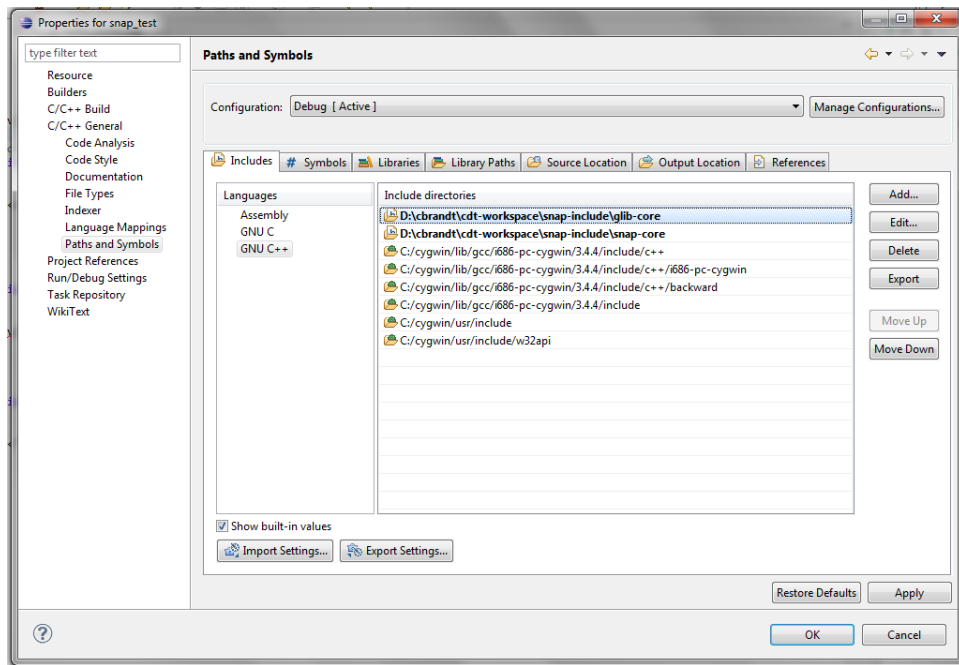 Properties for snap_test
type filter text
Resource
Builders
C/C++ Build
C/C++ General
Code Analysis
Code Style
Documentation
File Types
Indexer
Language Mappings
Paths and Symbols
Project References
Run/Debug Settings
Task Repository
WikiText
Paths and Symbols
Configuration: Debug [ Active ] Manage Configurations...
Includes # Symbols Libraries Library Paths Source Location Output Location References
Languages
Assembly
GNU C
GNU C++
Include directories
D:\cbrandt\cdt-workspace\snap-include\glib-core
D:\cbrandt\cdt-workspace\snap-include\snap-core
C:/cygwin/lib/gcc/i686-pc-cygwin/3.4.4/include/c++
C:/cygwin/lib/gcc/i686-pc-cygwin/3.4.4/include/c++/i686-pc-cygwin
C:/cygwin/lib/gcc/i686-pc-cygwin/3.4.4/include/c++/backward
C:/cygwin/lib/gcc/i686-pc-cygwin/3.4.4/include
C:/cygwin/usr/include
C:/cygwin/usr/include/w32api
Add...
Edit...
Delete
Export
Move Up
Move Down
Show built-in values
Import Settings... Export Settings...
Restore Defaults Apply
? OK Cancel